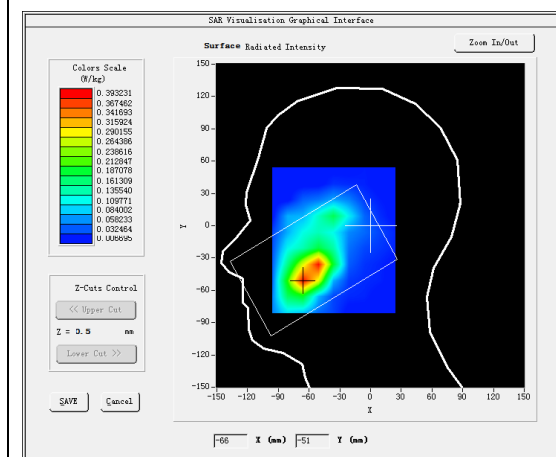 SAR Visualisation Graphical Interface
Surface Radiated Intensity
Zoom In/Out
Colors Scale
(W/kg)
0.393231
0.367462
0.341693
0.315924
0.290155
0.264386
0.238616
0.212847
0.187078
0.161309
0.135540
0.109771
0.084002
0.058233
0.032464
0.006695
Z-Cuts Control
<< Upper Cut
Z = 0.5 mm
Lower Cut >>
SAVE Cancel
150
120
90
60
30
0
-30
-60
-90
-120
-150
Y
-150 -120 -90 -60 -30 0 30 60 90 120 150
X
-66 X (mm) -51 Y (mm)